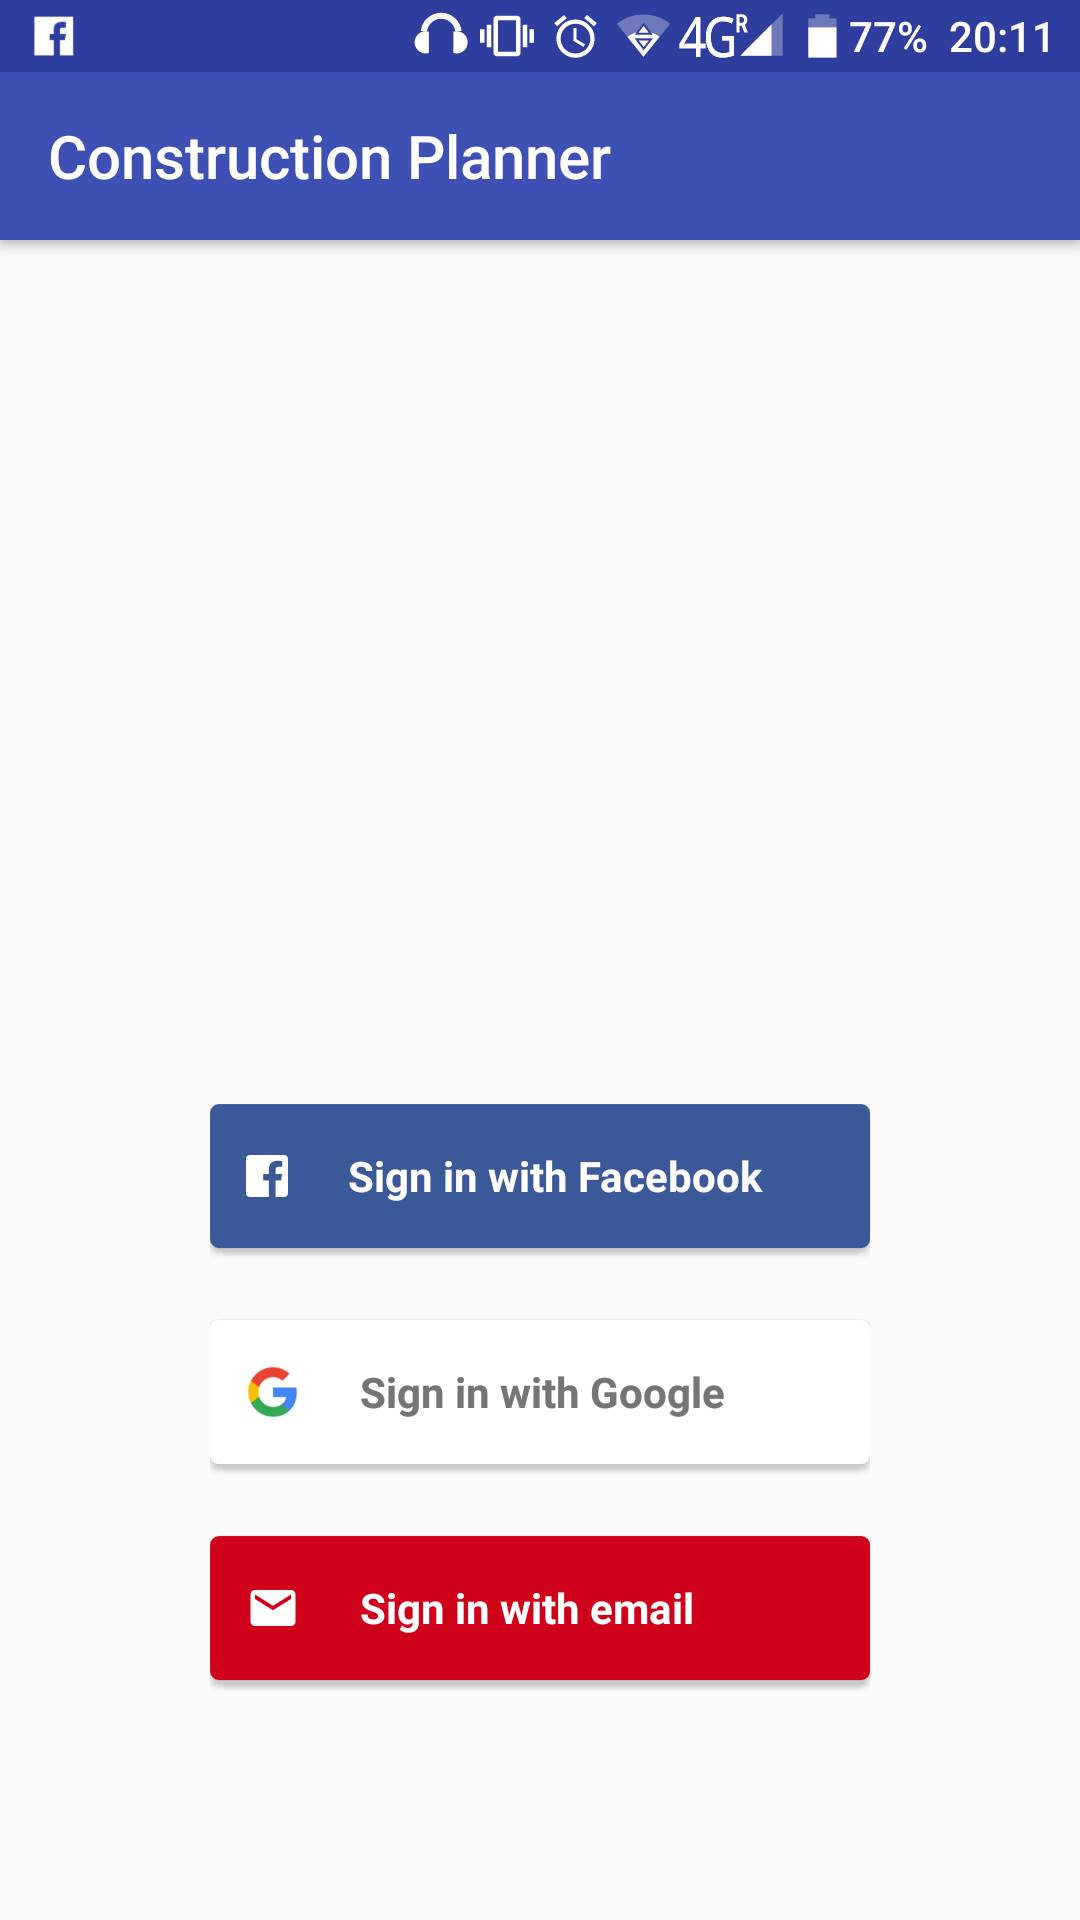 4G R 77% 20:11
Construction Planner
Sign in with Facebook
Sign in with Google
Sign in with email